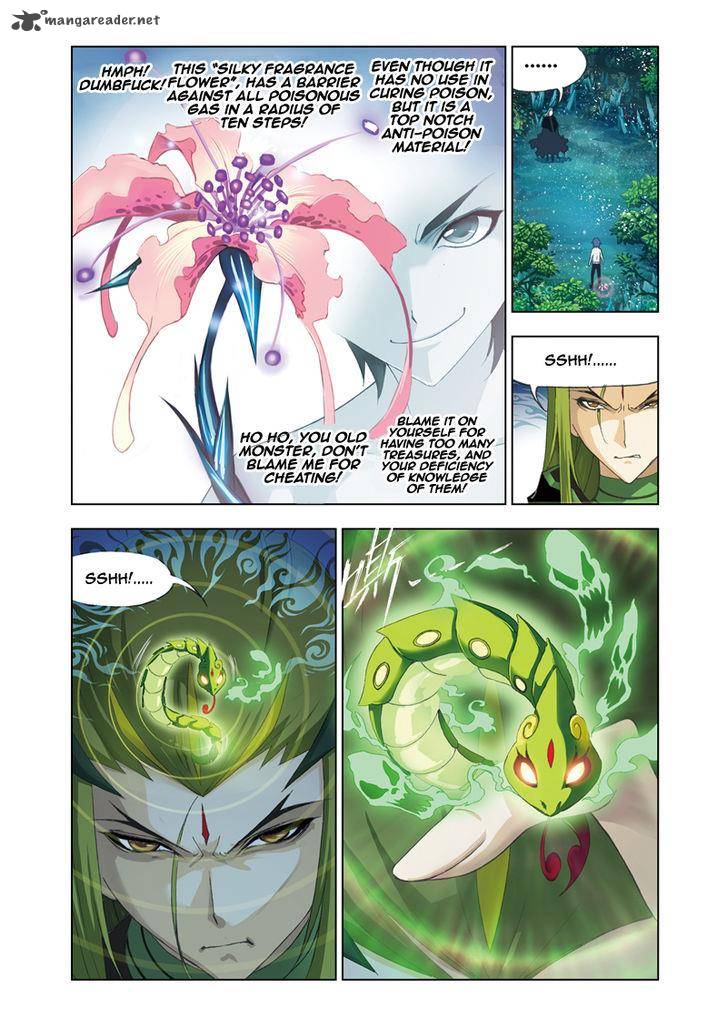 mangareader.net
HMPH!
DUMBFUCK!
THIS "SILKY FRAGRANCE
FLOWER", HAS A BARRIER
AGAINST ALL POISONOUS
GAS IN A RADIUS OF
TEN STEPS!
EVEN THOUGH IT
HAS NO USE IN
CURING POISON,
BUT IT IS A
TOP NOTCH
ANTI-POISON
MATERIAL!
......
HO HO, YOU OLD
MONSTER, DON'T
BLAME ME FOR
CHEATING!
BLAME IT ON
YOURSELF FOR
HAVING TOO MANY
TREASURES, AND
YOUR DEFICIENCY
OF KNOWLEDGE
OF THEM!
SSHH!......
SSHH!.....